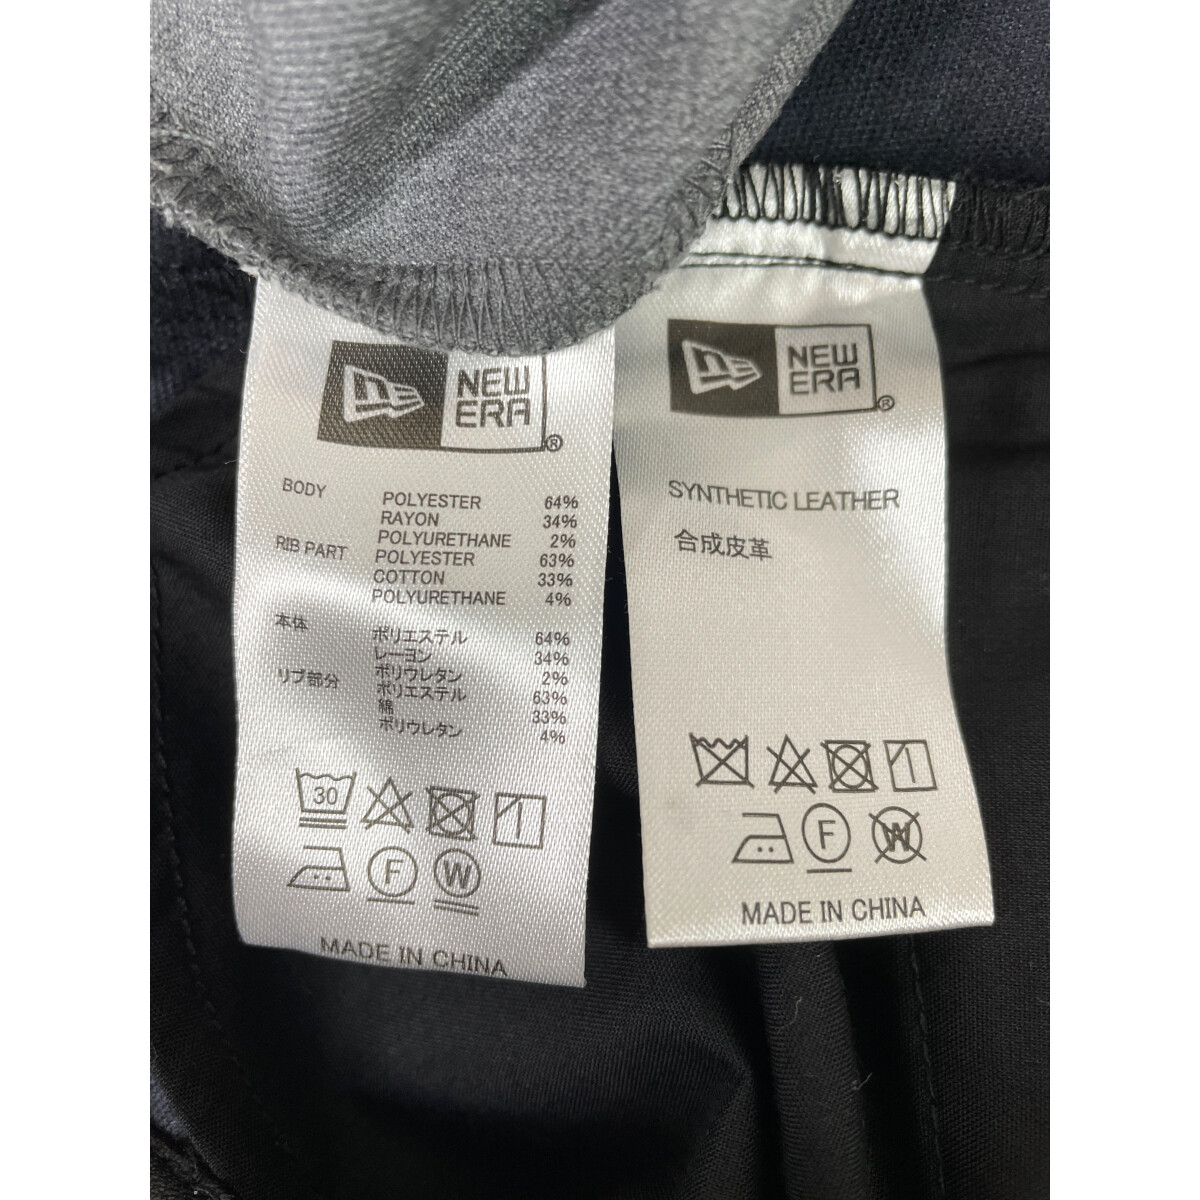 NEW
ERA
®
BODY POLYESTER 64%
RAYON 34%
POLYURETHANE 2%
RIB PART POLYESTER 63%
COTTON 33%
POLYURETHANE 4%
本体 ポリエステル 64%
レーヨン 34%
ポリウレタン 2%
リブ部分 ポリエステル 63%
綿 33%
ポリウレタン 4%
30
F W
MADE IN CHINA
NEW
ERA
®
SYNTHETIC LEATHER
合成皮革
F W
MADE IN CHINA